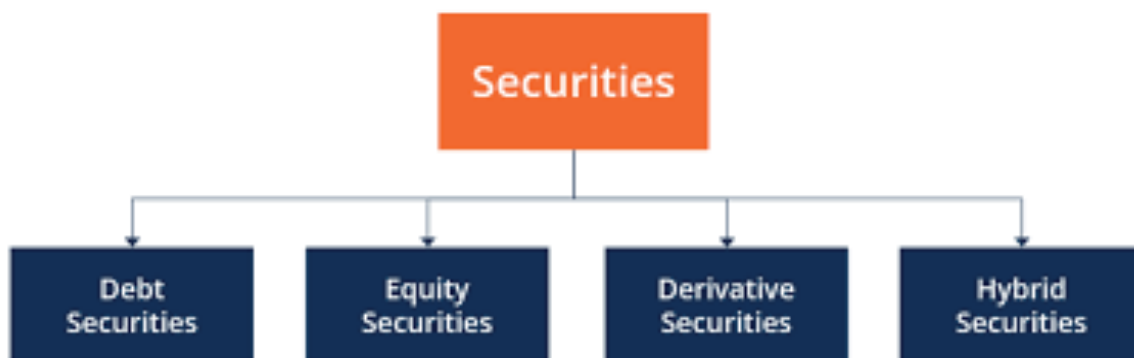 Securities
Debt
Securities
Equity
Securities
Derivative
Securities
Hybrid
Securities